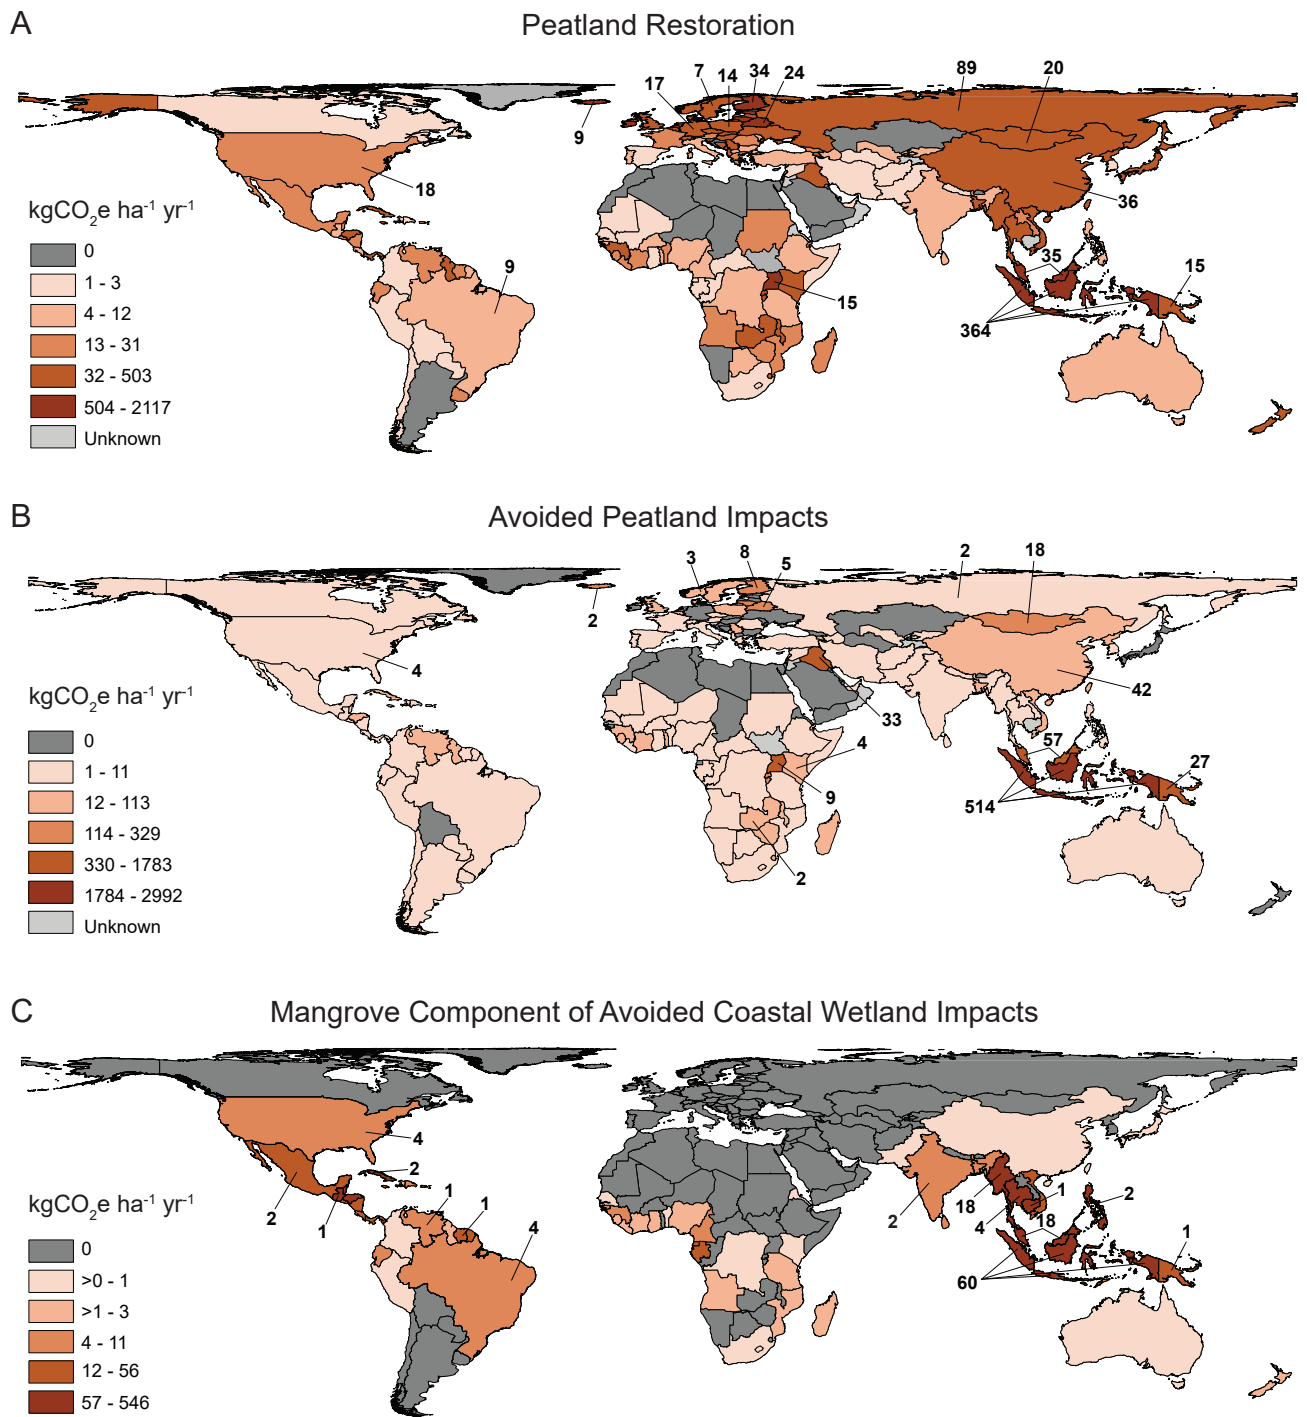 A
Peatland Restoration
17
7
14
34
24
89
20
9
18
36
kgCO₂e ha⁻¹ yr⁻¹
0
1 - 3
4 - 12
13 - 31
32 - 503
504 - 2117
Unknown
9
15
35
15
364
B
Avoided Peatland Impacts
3
8
5
2
18
2
4
42
kgCO₂e ha⁻¹ yr⁻¹
0
1 - 11
12 - 113
114 - 329
330 - 1783
1784 - 2992
Unknown
33
4
57
27
9
514
2
C
Mangrove Component of Avoided Coastal Wetland Impacts
4
2
2
1
1
1
4
kgCO₂e ha⁻¹ yr⁻¹
0
>0 - 1
>1 - 3
4 - 11
12 - 56
57 - 546
2
18
1
2
4
18
1
60